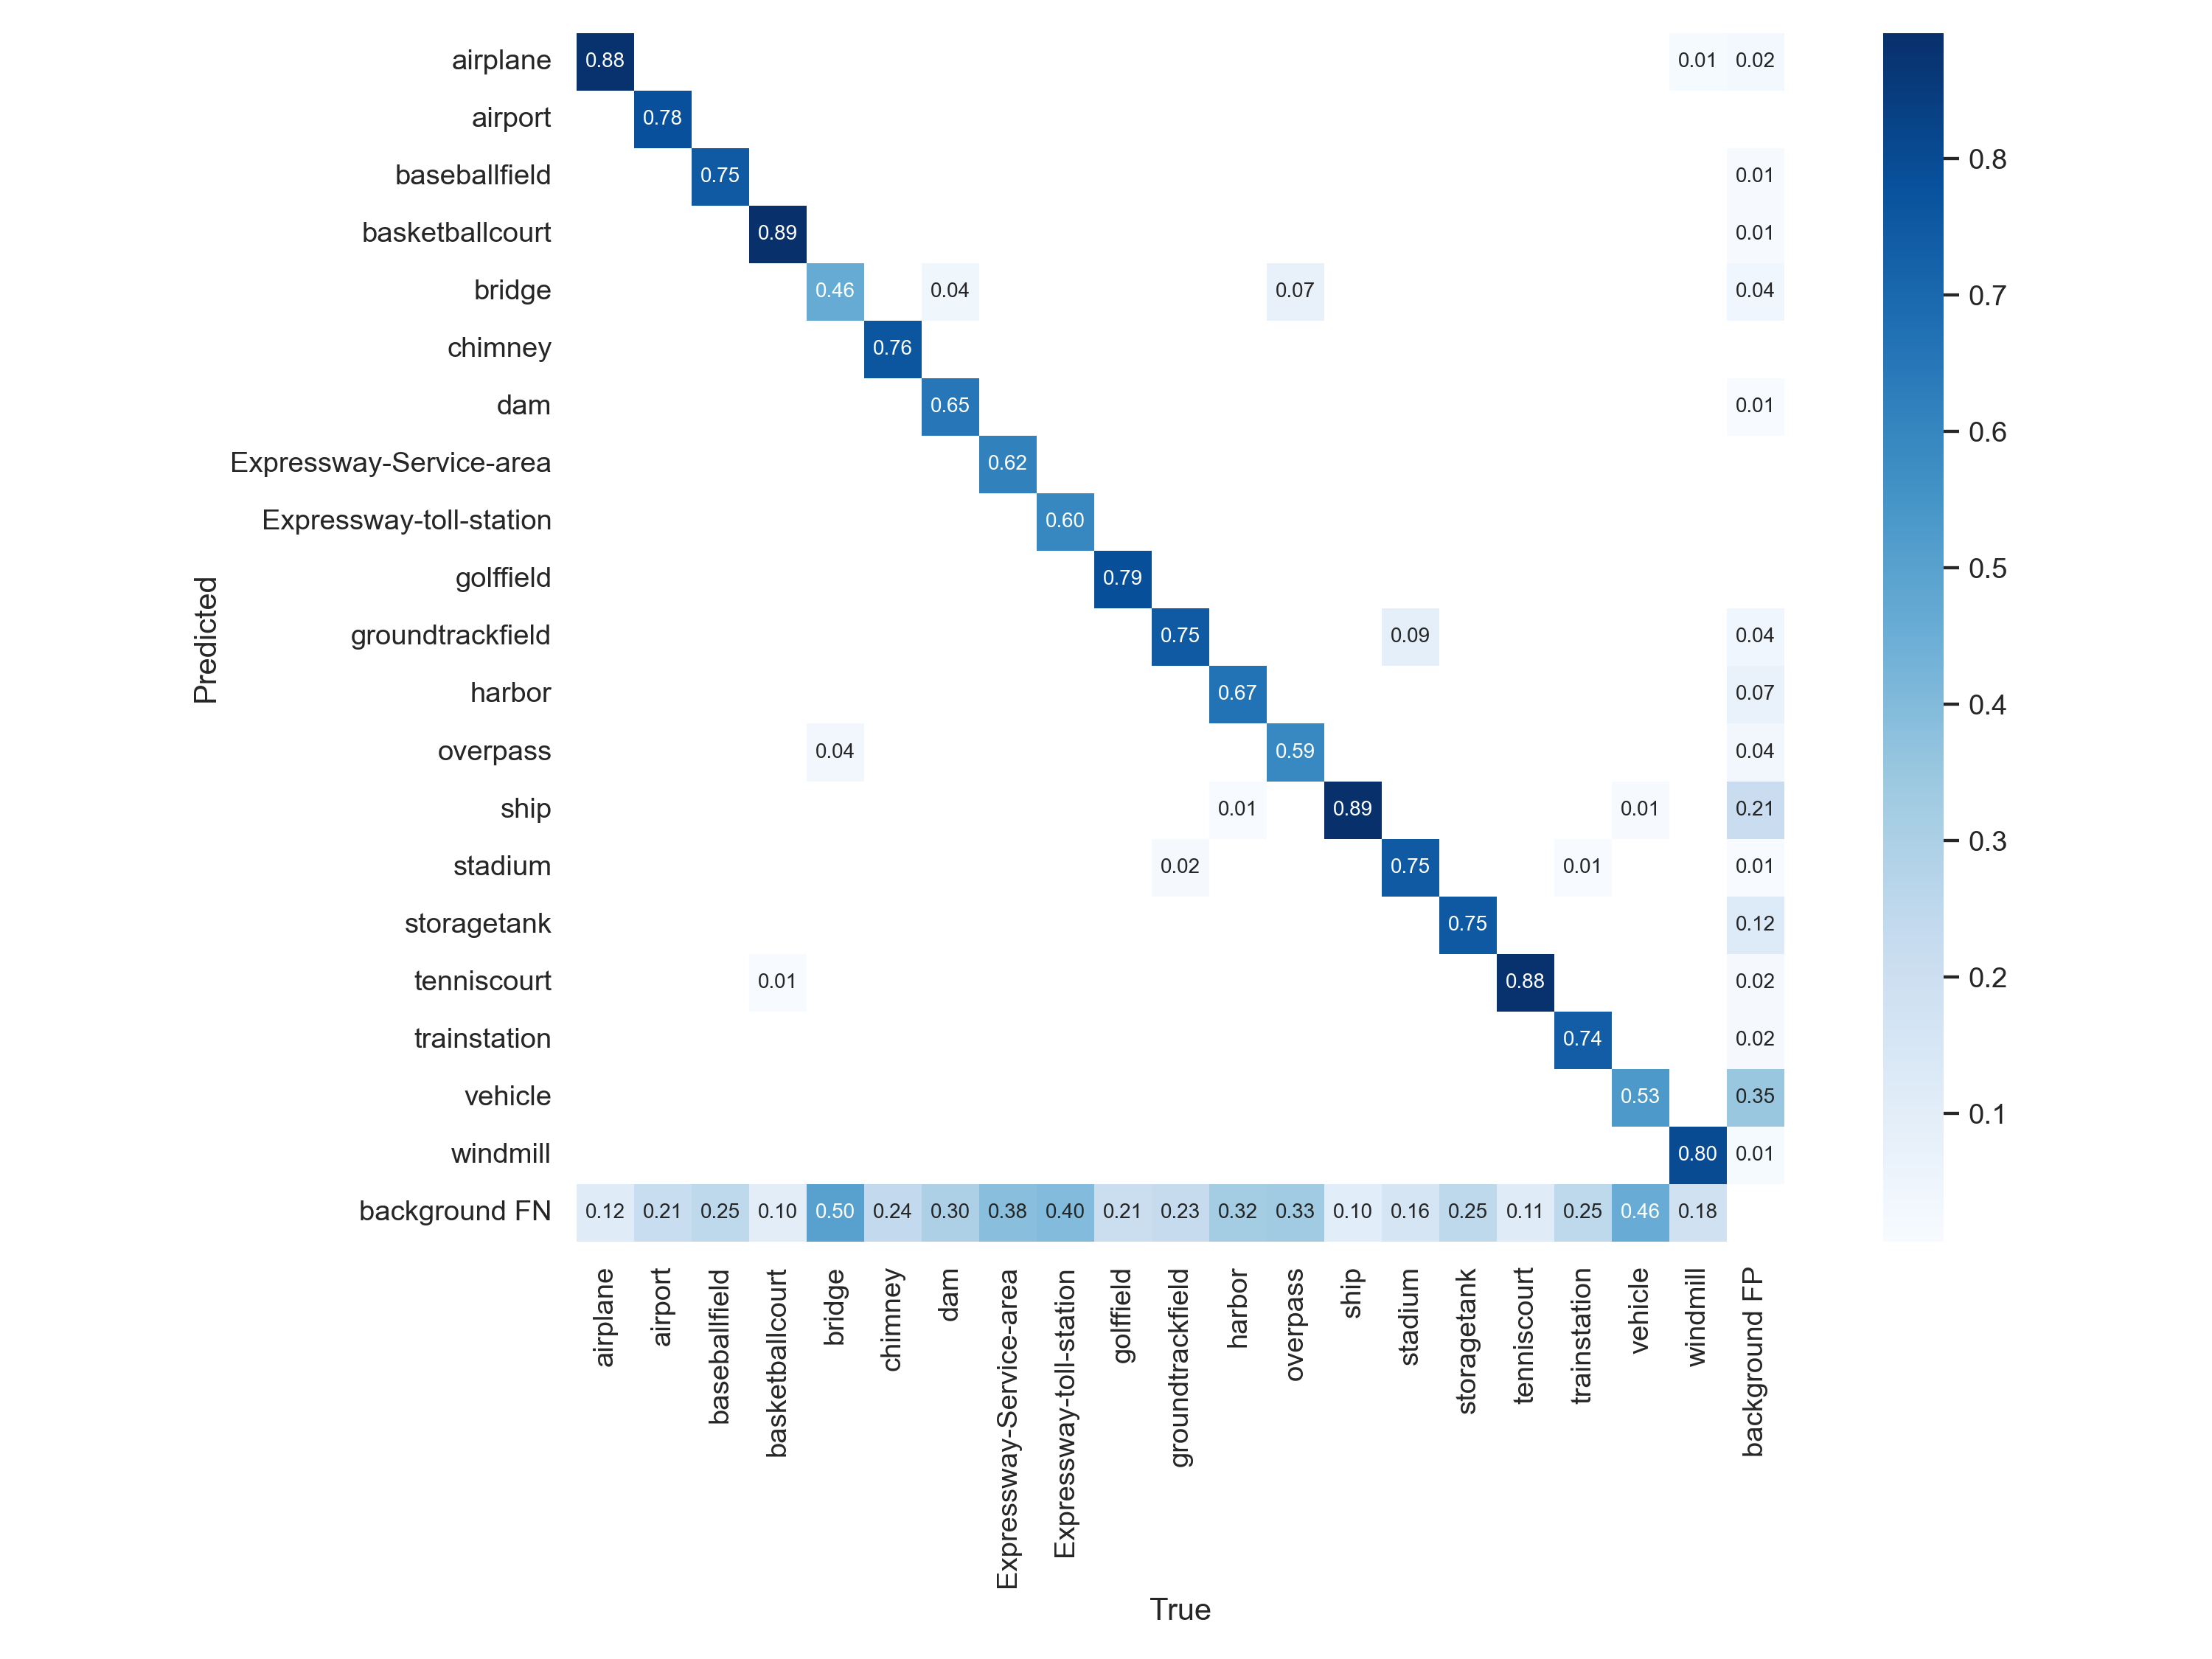 airplane 0.88 0.01 0.02
airport 0.78
baseballfield 0.75 0.01
basketballcourt 0.89 0.01
bridge 0.46 0.04 0.07 0.04
chimney 0.76
dam 0.65 0.01
Expressway-Service-area 0.62
Expressway-toll-station 0.60
golffield 0.79
groundtrackfield 0.75 0.09 0.04
harbor 0.67 0.07
overpass 0.04 0.59 0.04
ship 0.01 0.89 0.01 0.21
stadium 0.02 0.75 0.01 0.01
storagetank 0.75 0.12
tenniscourt 0.01 0.88 0.02
trainstation 0.74 0.02
vehicle 0.53 0.35
windmill 0.80 0.01
background FN 0.12 0.21 0.25 0.10 0.50 0.24 0.30 0.38 0.40 0.21 0.23 0.32 0.33 0.10 0.16 0.25 0.11 0.25 0.46 0.18
Predicted
airplane
airport
baseballfield
basketballcourt
bridge
chimney
dam
Expressway-Service-area
Expressway-toll-station
golffield
groundtrackfield
harbor
overpass
ship
stadium
storagetank
tenniscourt
trainstation
vehicle
windmill
background FP
True
0.8
0.7
0.6
0.5
0.4
0.3
0.2
0.1